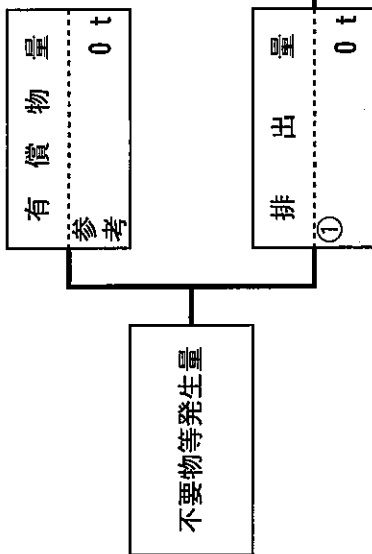 有償物量
参考
0 t
排出量
①
0 t
不要物等発生量